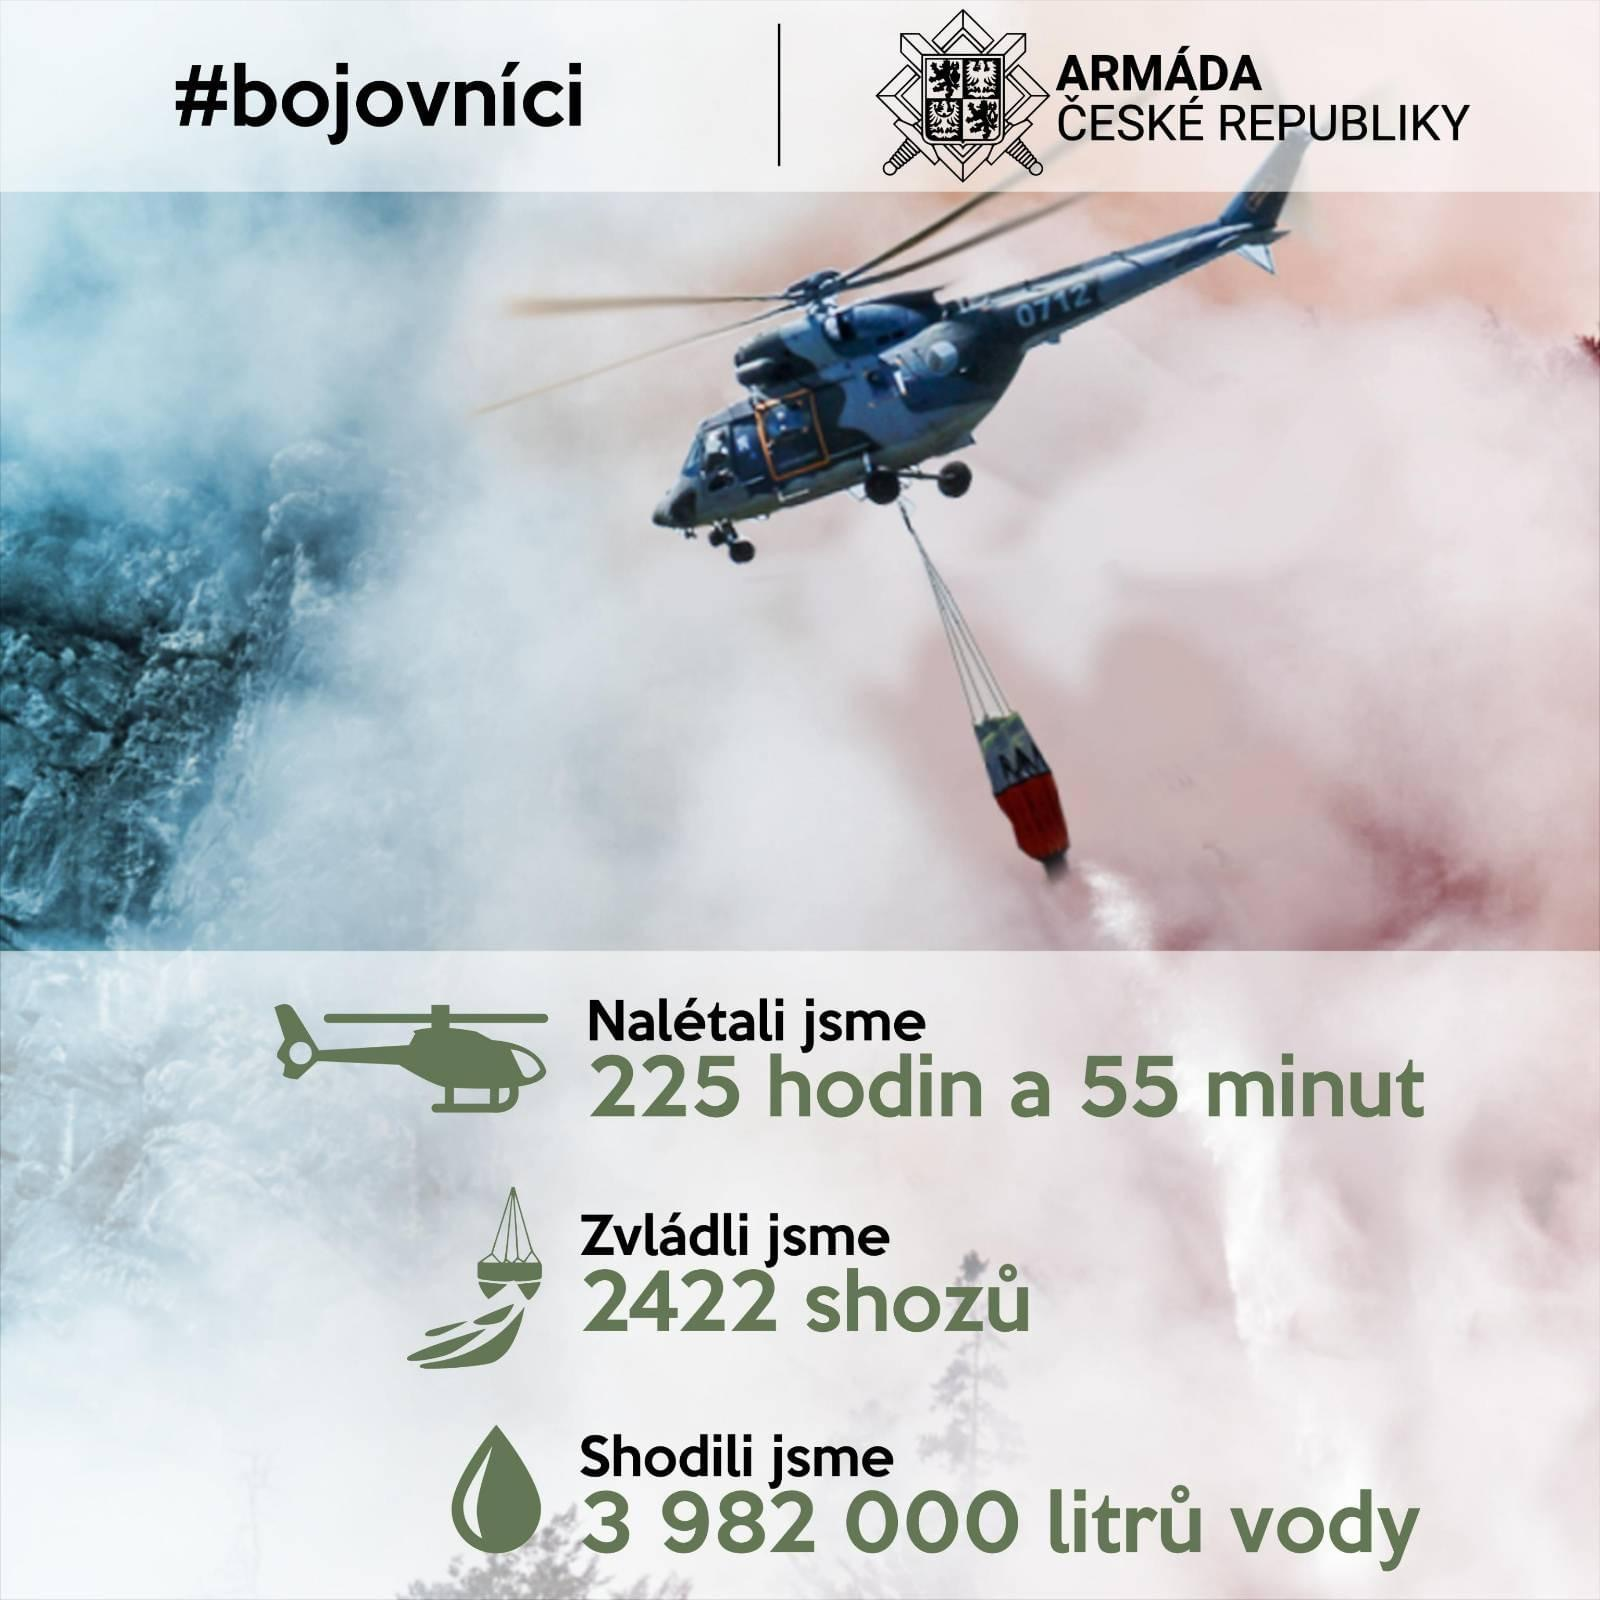 #bojovníci
ARMÁDA
ČESKÉ REPUBLIKY
0712
Nalétali jsme
225 hodin a 55 minut
Zvládli jsme
2422 shozů
Shodili jsme
3 982 000 litrů vody